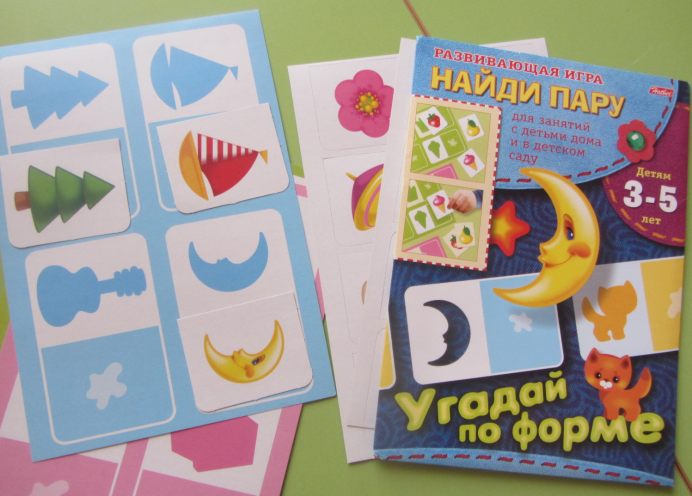 РАЗВИВАЮЩАЯ ИГРА
НАЙДИ ПАРУ
для занятий
с детьми дома
и в детском
саду
Детям
3-5
лет
Угадай
по форме